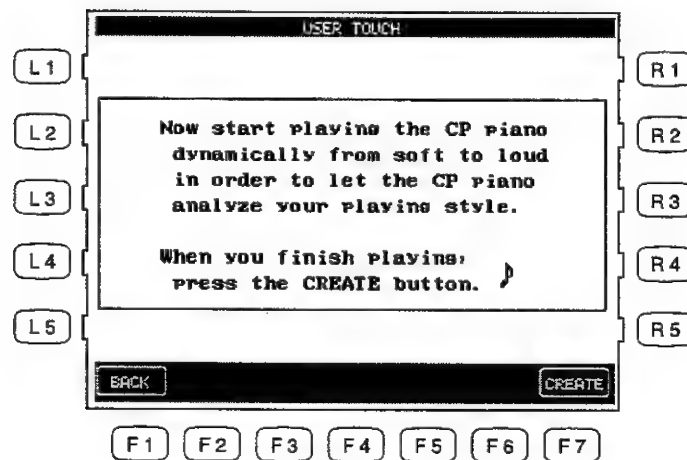 USER TOUCH
L1
R1
L2
Now start playing the CP piano
R2
dynamically from soft to loud
in order to let the CP piano
L3
R3
analyze your playing style.
L4
When you finish playing,
R4
press the CREATE button.
L5
R5
BACK
CREATE
F1 F2 F3 F4 F5 F6 F7